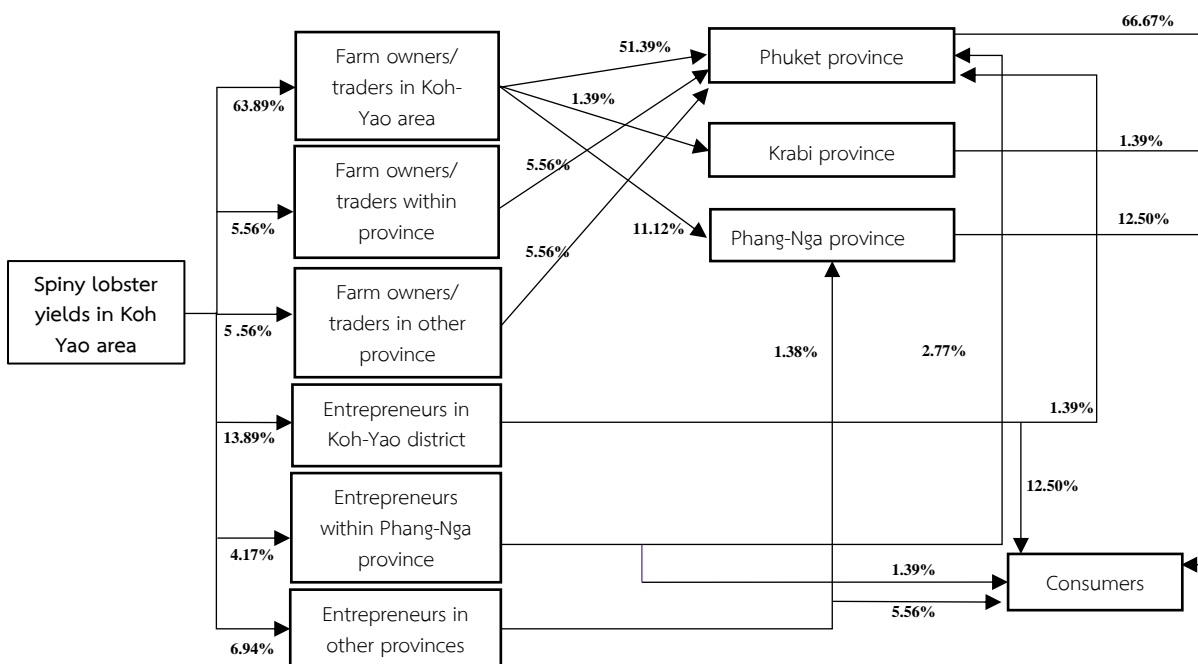 66.67%
Farm owners/
traders in Koh-
Yao area
51.39%
Phuket province
63.89%
1.39%
Krabi province
1.39%
Farm owners/
traders within
province
5.56%
5.56%
11.12%
Phang-Nga province
12.50%
5.56%
Spiny lobster
yields in Koh
Yao area
Farm owners/
traders in other
province
5 .56%
1.38%
2.77%
Entrepreneurs in
Koh-Yao district
13.89%
1.39%
Entrepreneurs
within Phang-Nga
province
4.17%
12.50%
1.39%
Consumers
5.56%
Entrepreneurs in
other provinces
6.94%